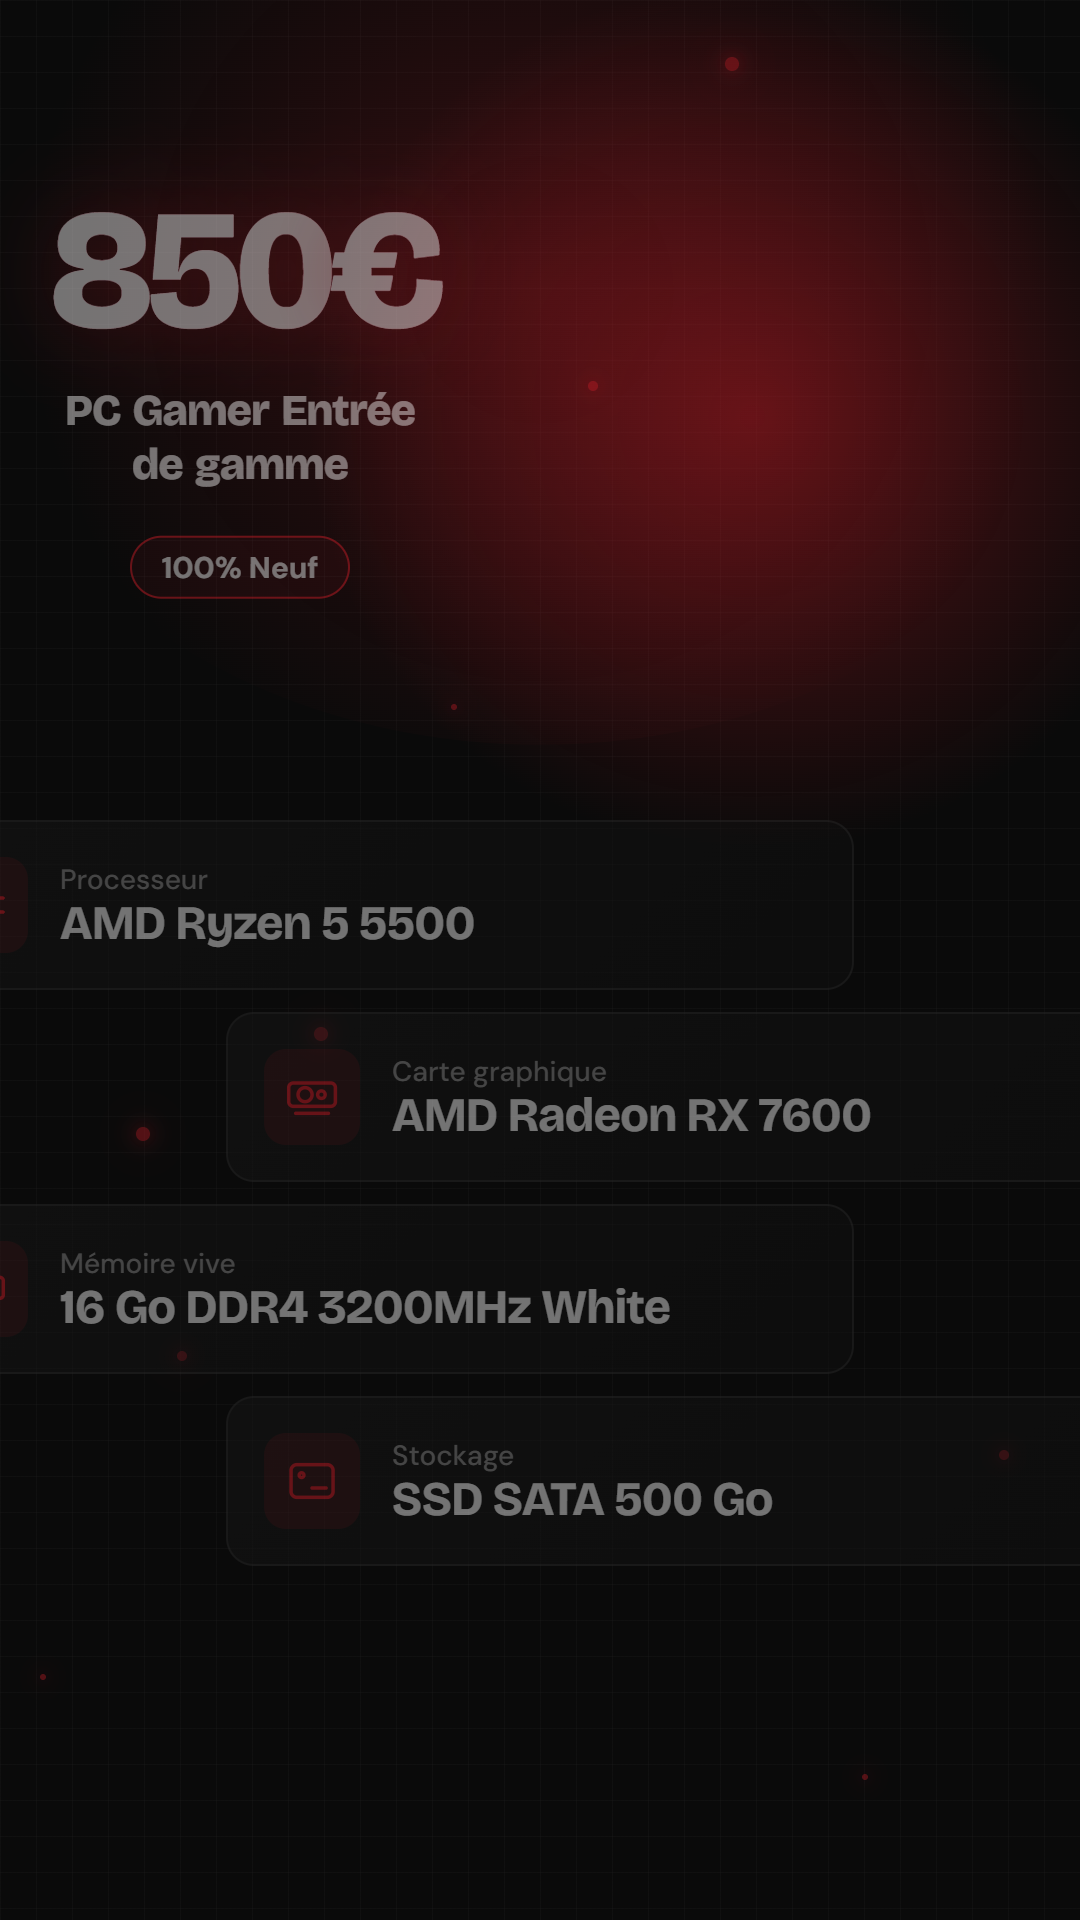 850€
PC Gamer Entrée
de gamme
100% Neuf
Processeur
AMD Ryzen 5 5500
Carte graphique
AMD Radeon RX 7600
Mémoire vive
16 Go DDR4 3200MHz White
Stockage
SSD SATA 500 Go